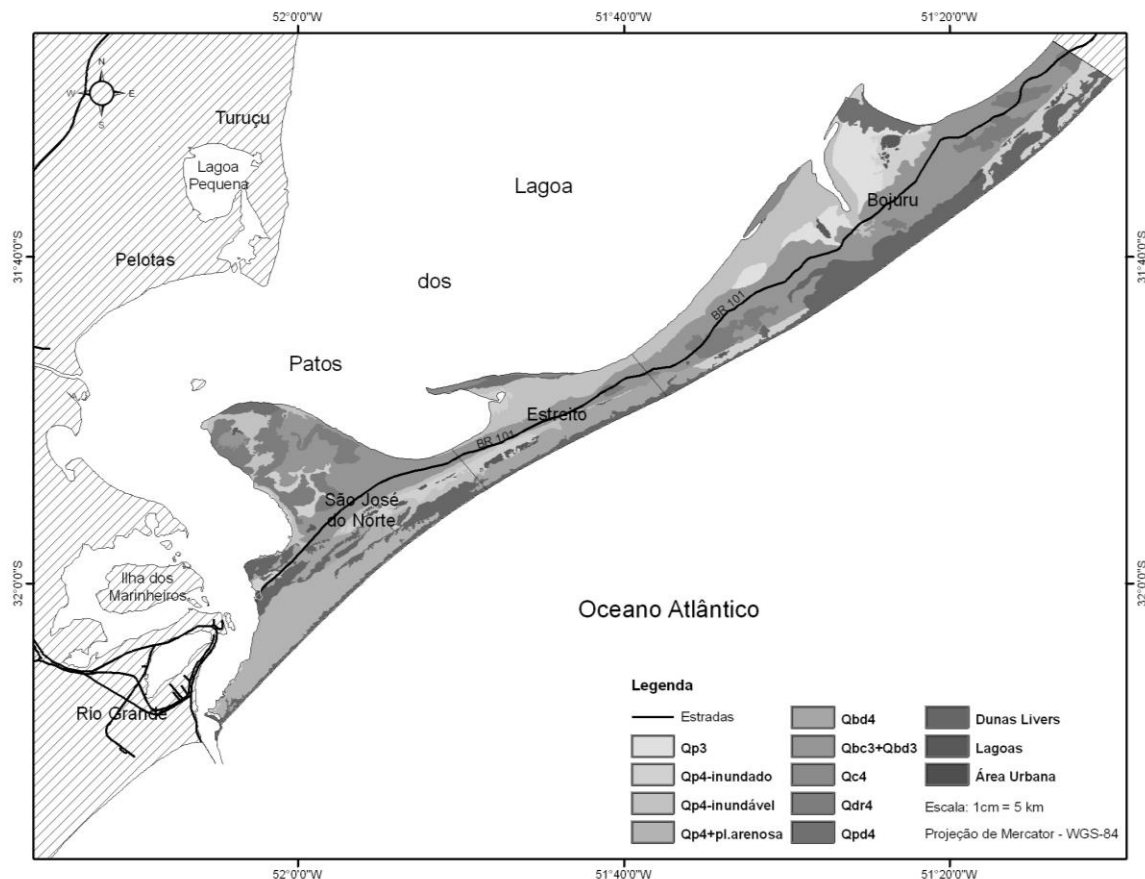 52°0'0"W 51°40'0"W 51°20'0"W
N
W E
S
Turuçu
Lagoa
Pequena
Lagoa
Bojuru
31°40'0"S 31°40'0"S
Pelotas
dos
BR 101
Patos
Estreito
BR 101
São José
do Norte
Ilha dos
Marinheiros
32°0'0"S 32°0'0"S
Oceano Atlântico
Rio Grande
Legenda
Estradas
Qp3
Qp4-inundado
Qp4-inundável
Qp4+pl.arenosa
Qbd4
Qbc3+Qbd3
Qc4
Qdr4
Qpd4
Dunas Livers
Lagoas
Área Urbana
Escala: 1cm = 5 km
Projeção de Mercator - WGS-84
52°0'0"W 51°40'0"W 51°20'0"W